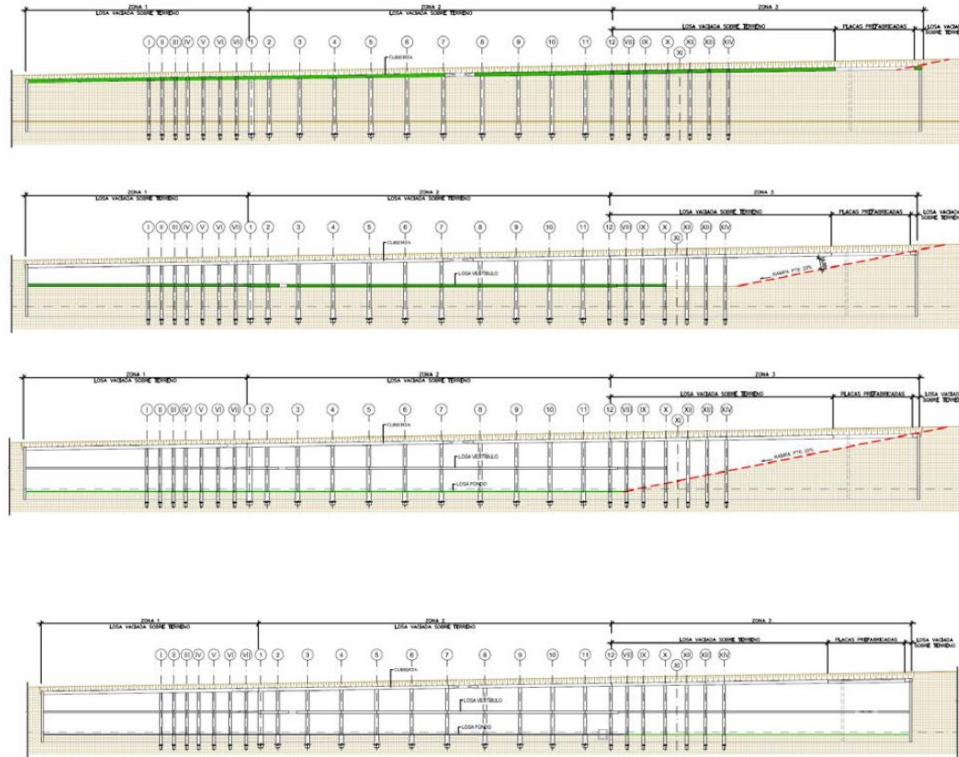 ZONA 1 ZONA 2 ZONA 3
LOSA VACIADA SOBRE TERRENO LOSA VACIADA SOBRE TERRENO
LOSA VACIADA SOBRE TERRENO PLACAS PREFABRICADAS LOSA VACIADA
SOBRE TERRENO
I II III IV V VI VII 1 2 3 4 5 6 7 8 9 10 11 12 VIII IX X XI XII XIII XIV
CUBIERTA
ZONA 1 ZONA 2 ZONA 3
LOSA VACIADA SOBRE TERRENO LOSA VACIADA SOBRE TERRENO
LOSA VACIADA SOBRE TERRENO PLACAS PREFABRICADAS LOSA VACIADA
SOBRE TERRENO
I II III IV V VI VII 1 2 3 4 5 6 7 8 9 10 11 12 VIII IX X XI XII XIII XIV
CUBIERTA
LOSA VESTIBULO
RAMPA PTE 20%
ZONA 1 ZONA 2 ZONA 3
LOSA VACIADA SOBRE TERRENO LOSA VACIADA SOBRE TERRENO
LOSA VACIADA SOBRE TERRENO PLACAS PREFABRICADAS LOSA VACIADA
SOBRE TERRENO
I II III IV V VI VII 1 2 3 4 5 6 7 8 9 10 11 12 VIII IX X XI XII XIII XIV
CUBIERTA
LOSA VESTIBULO
RAMPA PTE 20%
LOSA FONDO
ZONA 1 ZONA 2 ZONA 3
LOSA VACIADA SOBRE TERRENO LOSA VACIADA SOBRE TERRENO
LOSA VACIADA SOBRE TERRENO PLACAS PREFABRICADAS LOSA VACIADA
SOBRE TERRENO
I II III IV V VI VII 1 2 3 4 5 6 7 8 9 10 11 12 VIII IX X XI XII XIII XIV
CUBIERTA
LOSA VESTIBULO
LOSA FONDO